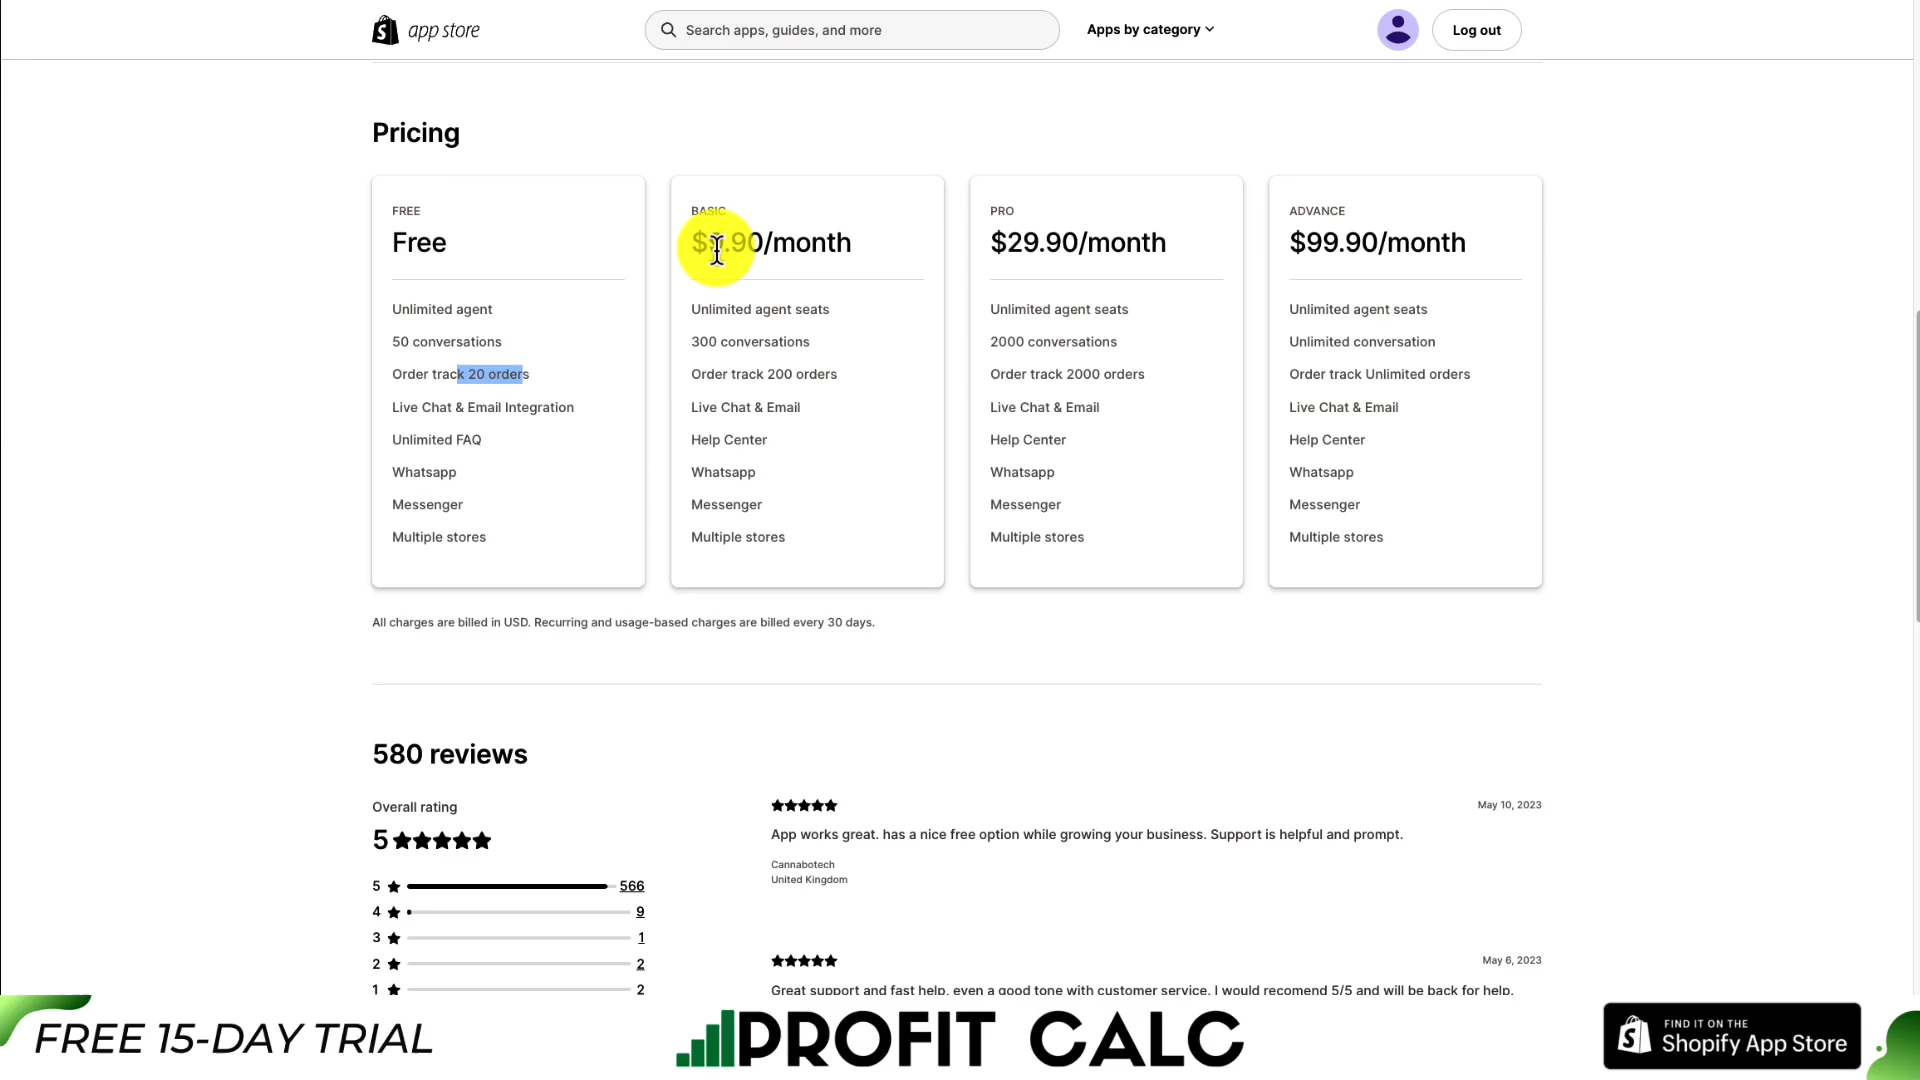 app store
Search apps, guides, and more
Apps by category
Log out
Pricing
FREE
Free
Unlimited agent
50 conversations
Order track 20 orders
Live Chat & Email Integration
Unlimited FAQ
Whatsapp
Messenger
Multiple stores
BASIC
Unlimited agent seats
300 conversations
Order track 200 orders
Live Chat & Email
Help Center
Whatsapp
Messenger
Multiple stores
PRO
$29.90/month
Unlimited agent seats
2000 conversations
Order track 2000 orders
Live Chat & Email
Help Center
Whatsapp
Messenger
Multiple stores
ADVANCE
$99.90/month
Unlimited agent seats
Unlimited conversation
Order track Unlimited orders
Live Chat & Email
Help Center
Whatsapp
Messenger
Multiple stores
All charges are billed in USD. Recurring and usage-based charges are billed every 30 days.
580 reviews
Overall rating
5
5 566
4 9
3 1
2 2
1 2
May 10, 2023
App works great. has a nice free option while growing your business. Support is helpful and prompt.
Cannabotech
United Kingdom
May 6, 2023
Great support and fast help, even a good tone with customer service. I would recomend 5/5 and will be back for help.
FREE 15-DAY TRIAL
PROFIT CALC
FIND IT ON THE
Shopify App Store